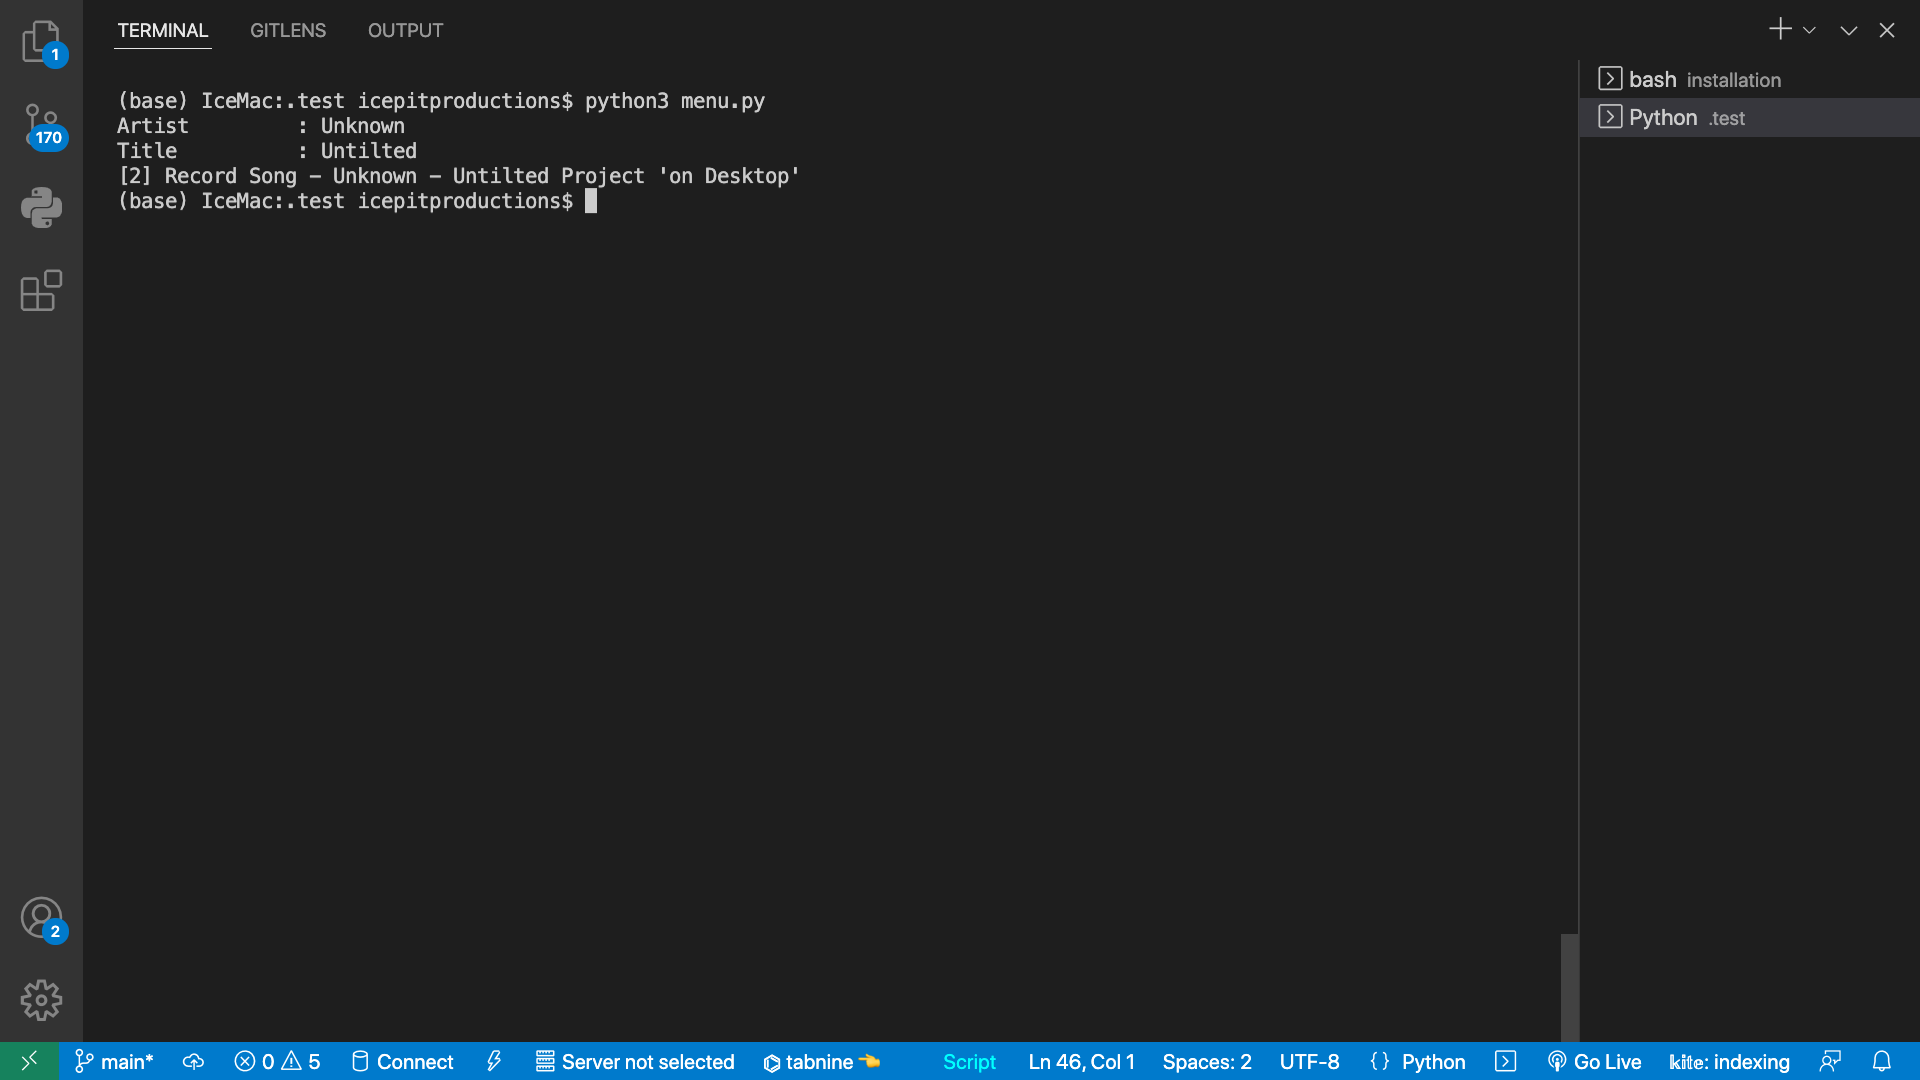 TERMINAL GITLENS OUTPUT
1
170
(base) IceMac:.test icepitproductions$ python3 menu.py
Artist : Unknown
Title : Untilted
[2] Record Song – Unknown – Untilted Project 'on Desktop'
(base) IceMac:.test icepitproductions$
bash installation
Python .test
2
main* 0 5 Connect Server not selected tabnine Script Ln 46, Col 1 Spaces: 2 UTF-8 {} Python Go Live kite: indexing